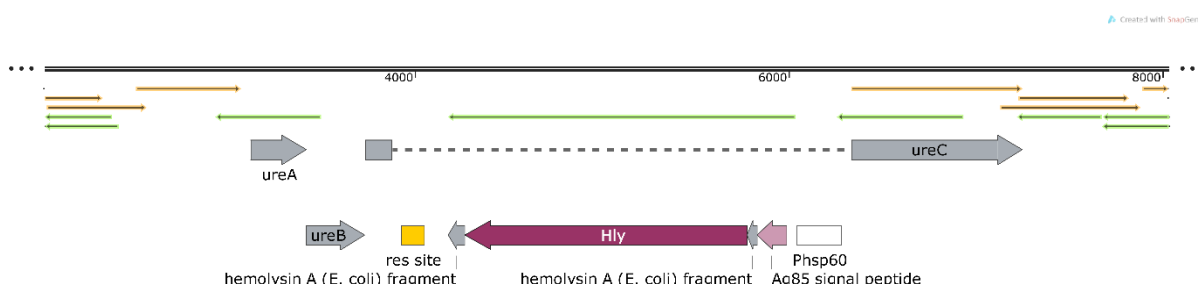 Created with SnapGen
4000 6000 8000
ureC
ureA
ureB Hly
res site Phsp60
hemolysin A (E. coli) fragment hemolysin A (E. coli) fragment Ag85 signal peptide